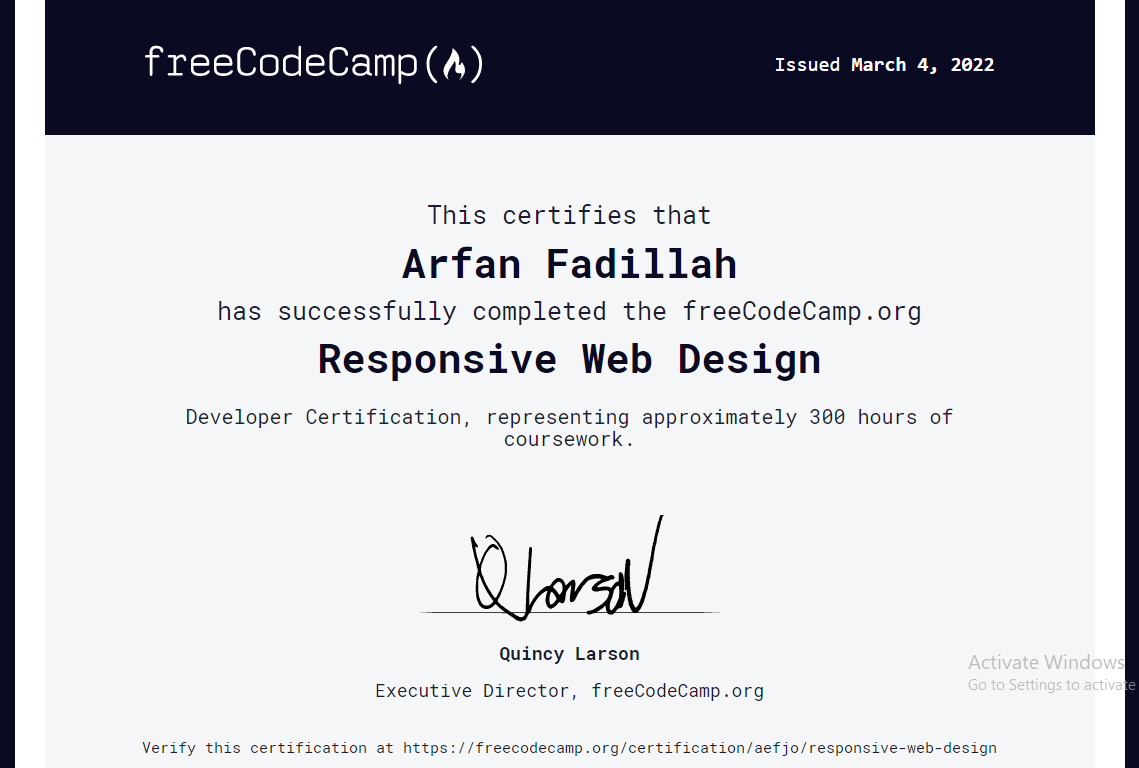 freeCodeCamp
Issued March 4, 2022
This certifies that
Arfan Fadillah
has successfully completed the freeCodeCamp.org
Responsive Web Design
Developer Certification, representing approximately 300 hours of
coursework.
Q Larson
Quincy Larson
Executive Director, freeCodeCamp.org
Activate Windows
Go to Settings to activate
Verify this certification at https://freecodecamp.org/certification/aefjo/responsive-web-design